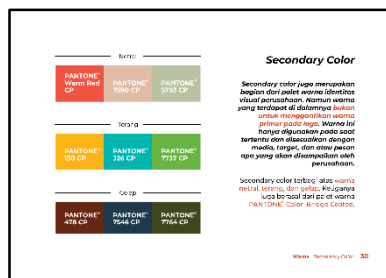 Netral
PANTONE®
Warm Red
CP
PANTONE®
7590 CP
PANTONE®
5793 CP
Terang
PANTONE®
130 CP
PANTONE®
326 CP
PANTONE®
7737 CP
Gelap
PANTONE®
478 CP
PANTONE®
7546 CP
PANTONE®
7764 CP
Secondary Color
Secondary color juga merupakan
bagian dari palet warna identitas
visual perusahaan. Namun warna
yang terdapat di dalamnya bukan
untuk menggantikan warna
primer pada logo. Warna ini
hanya digunakan pada saat
tertentu dan disesuaikan dengan
media, target, dan atau pesan
apa yang akan disampaikan oleh
perusahaan.
Secondary color terbagi atas warna
netral, terang, dan gelap. Ketiganya
juga berasal dari palet warna
PANTONE® Color Bridge Coated.
Warna Secondary Color 30